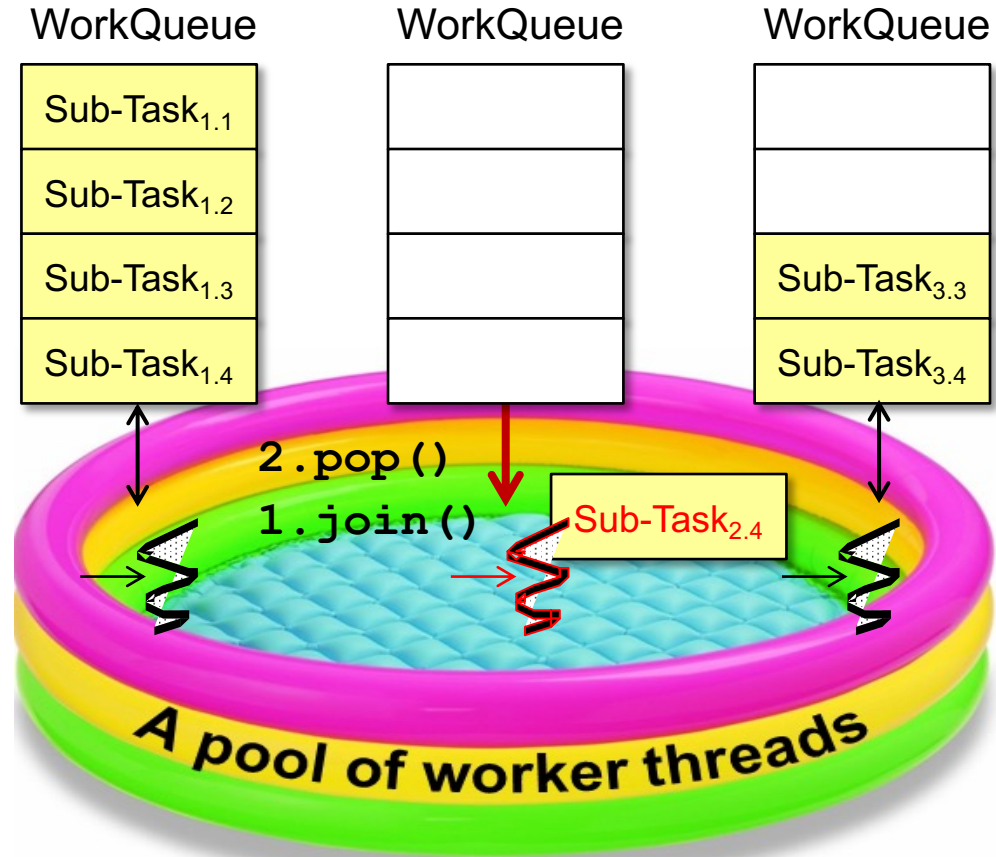 WorkQueue WorkQueue WorkQueue
Sub-Task1.1
Sub-Task1.2
Sub-Task1.3 Sub-Task3.3
Sub-Task1.4 Sub-Task3.4
2.pop()
1.join() Sub-Task2.4
A pool of worker threads